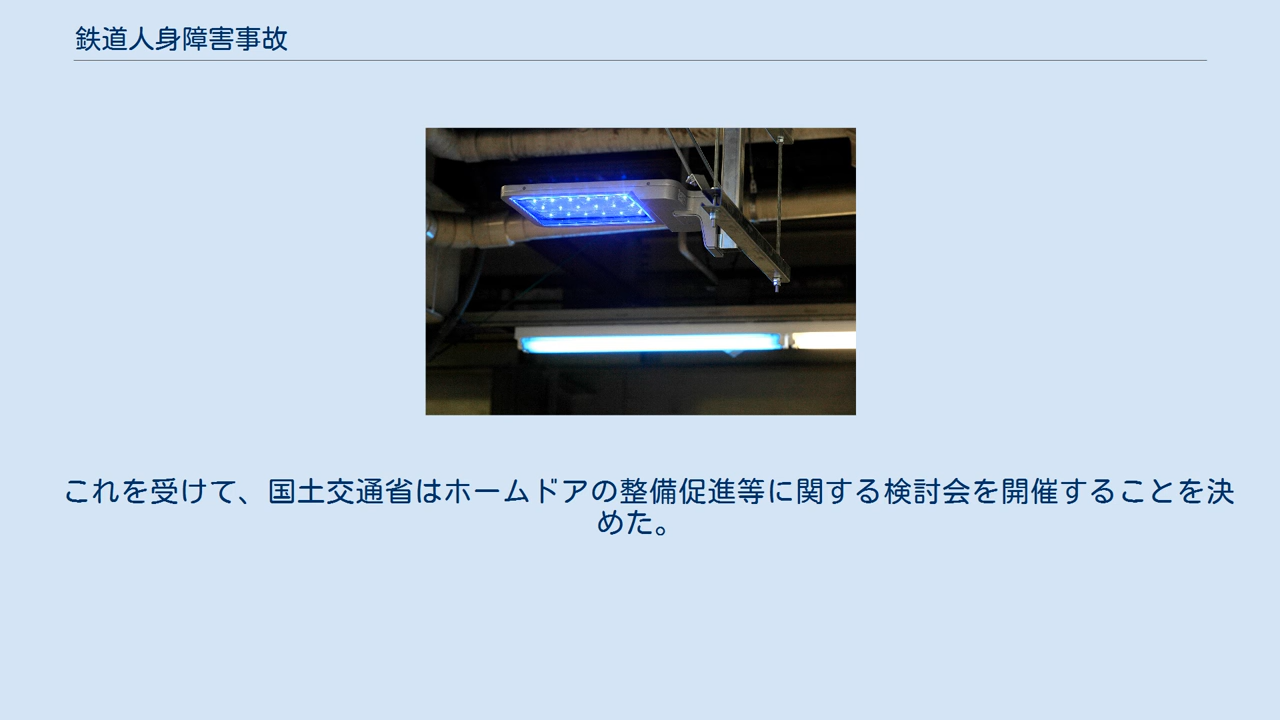 鉄道人身障害事故
これを受けて、国土交通省はホームドアの整備促進等に関する検討会を開催することを決
めた。